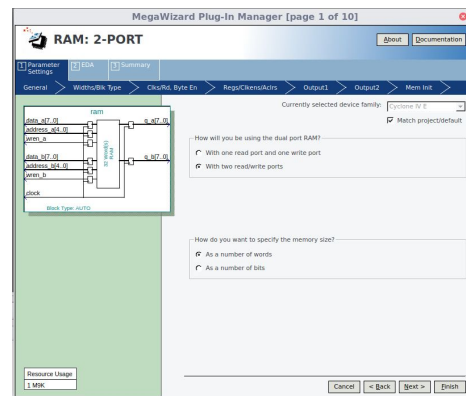 MegaWizard Plug-In Manager [page 1 of 10]
RAM: 2-PORT
About
Documentation
1 Parameter Settings
2 EDA
3 Summary
General
Widths/Blk Type
Clks/Rd, Byte En
Regs/Clkens/Aclrs
Output1
Output2
Mem Init
Currently selected device family:
Cyclone IV E
Match project/default
ram
data_a[7..0]
address_a[4..0]
wren_a
q_a[7..0]
data_b[7..0]
address_b[4..0]
wren_b
q_b[7..0]
32 Word(s)
RAM
clock
Block Type: AUTO
How will you be using the dual port RAM?
With one read port and one write port
With two read/write ports
How do you want to specify the memory size?
As a number of words
As a number of bits
Resource Usage
1 M9K
Cancel
< Back
Next >
Finish